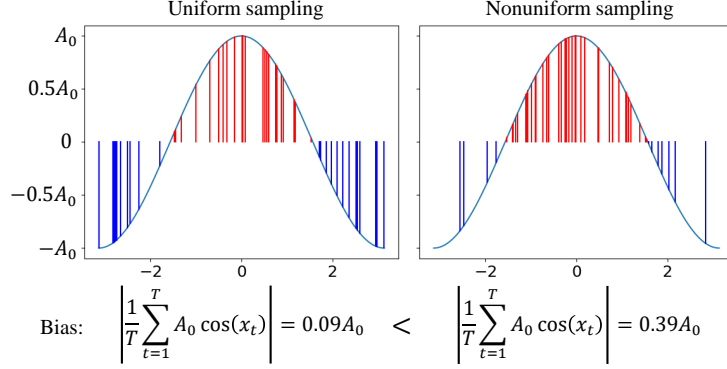 Uniform sampling
Nonuniform sampling
A₀
0.5A₀
0
−0.5A₀
−A₀
−2 0 2
−2 0 2
Bias: |1/T ∑_{t=1}^{T} A₀ cos(x_t)| = 0.09A₀ < |1/T ∑_{t=1}^{T} A₀ cos(x_t)| = 0.39A₀